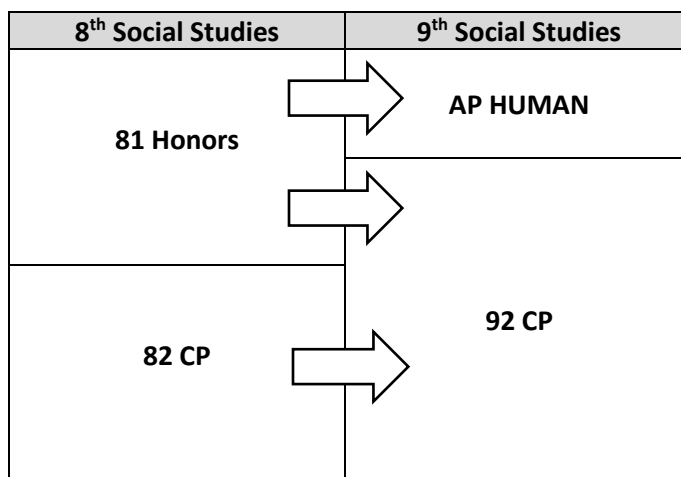 8th Social Studies
9th Social Studies
81 Honors
AP HUMAN
82 CP
92 CP